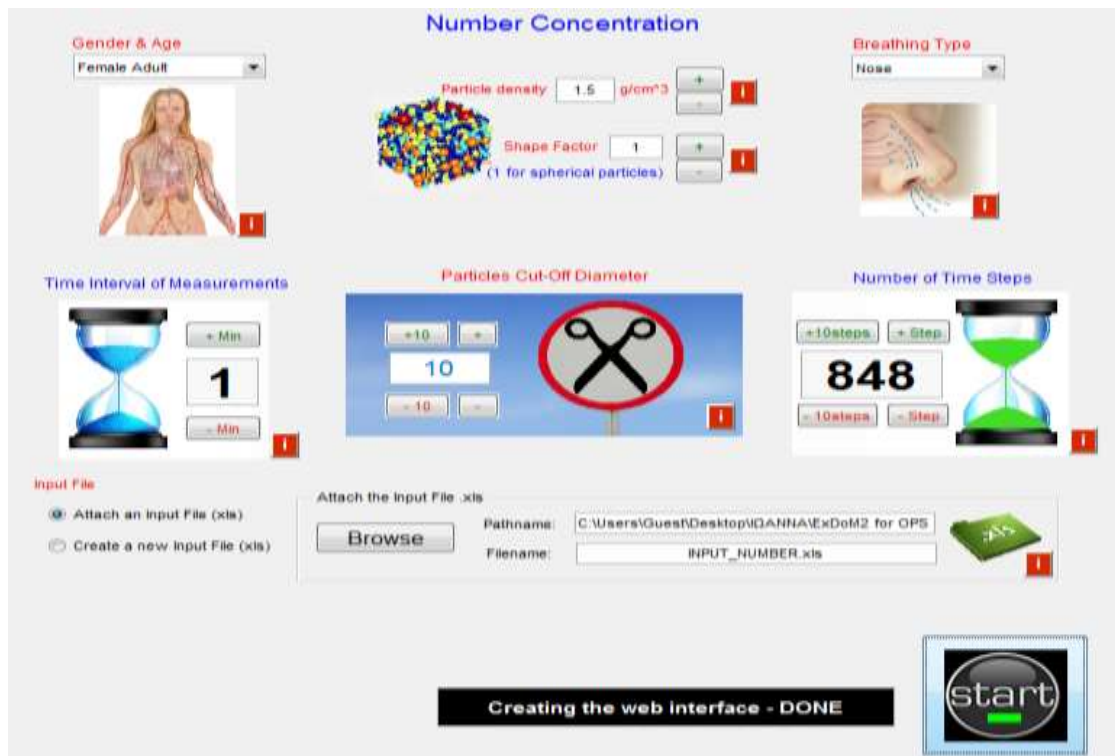 Number Concentration
Gender & Age
Female Adult
Breathing Type
Nose
Particle density 1.5 g/cm^3
+
-
i
Shape Factor 1
(1 for spherical particles)
+
-
i
i
i
Time Interval of Measurements
+ Min
1
- Min
i
Particles Cut-Off Diameter
+10 +
10
- 10 -
i
Number of Time Steps
+10steps + Step
848
- 10steps - Step
i
Input File
Attach an Input File (xls)
Create a new Input File (xls)
Attach the Input File .xls
Browse
Pathname: C:\Users\Guest\Desktop\IOANNA\ExDoM2 for OPS
Filename: INPUT_NUMBER.xls
.xls
i
Creating the web interface - DONE
start